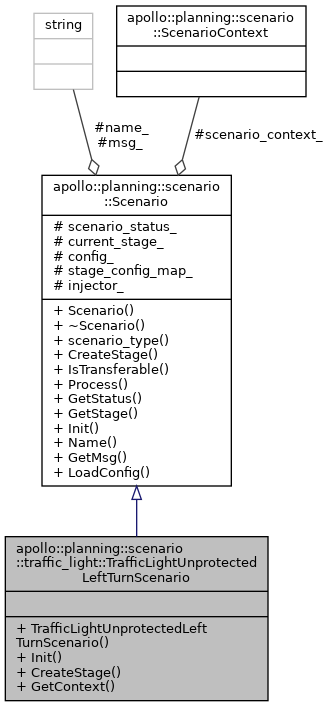 string
apollo::planning::scenario
::ScenarioContext
#name_
#msg_
#scenario_context_
apollo::planning::scenario
::Scenario
# scenario_status_
# current_stage_
# config_
# stage_config_map_
# injector_
+ Scenario()
+ ~Scenario()
+ scenario_type()
+ CreateStage()
+ IsTransferable()
+ Process()
+ GetStatus()
+ GetStage()
+ Init()
+ Name()
+ GetMsg()
+ LoadConfig()
apollo::planning::scenario
::traffic_light::TrafficLightUnprotected
LeftTurnScenario
+ TrafficLightUnprotectedLeft
TurnScenario()
+ Init()
+ CreateStage()
+ GetContext()